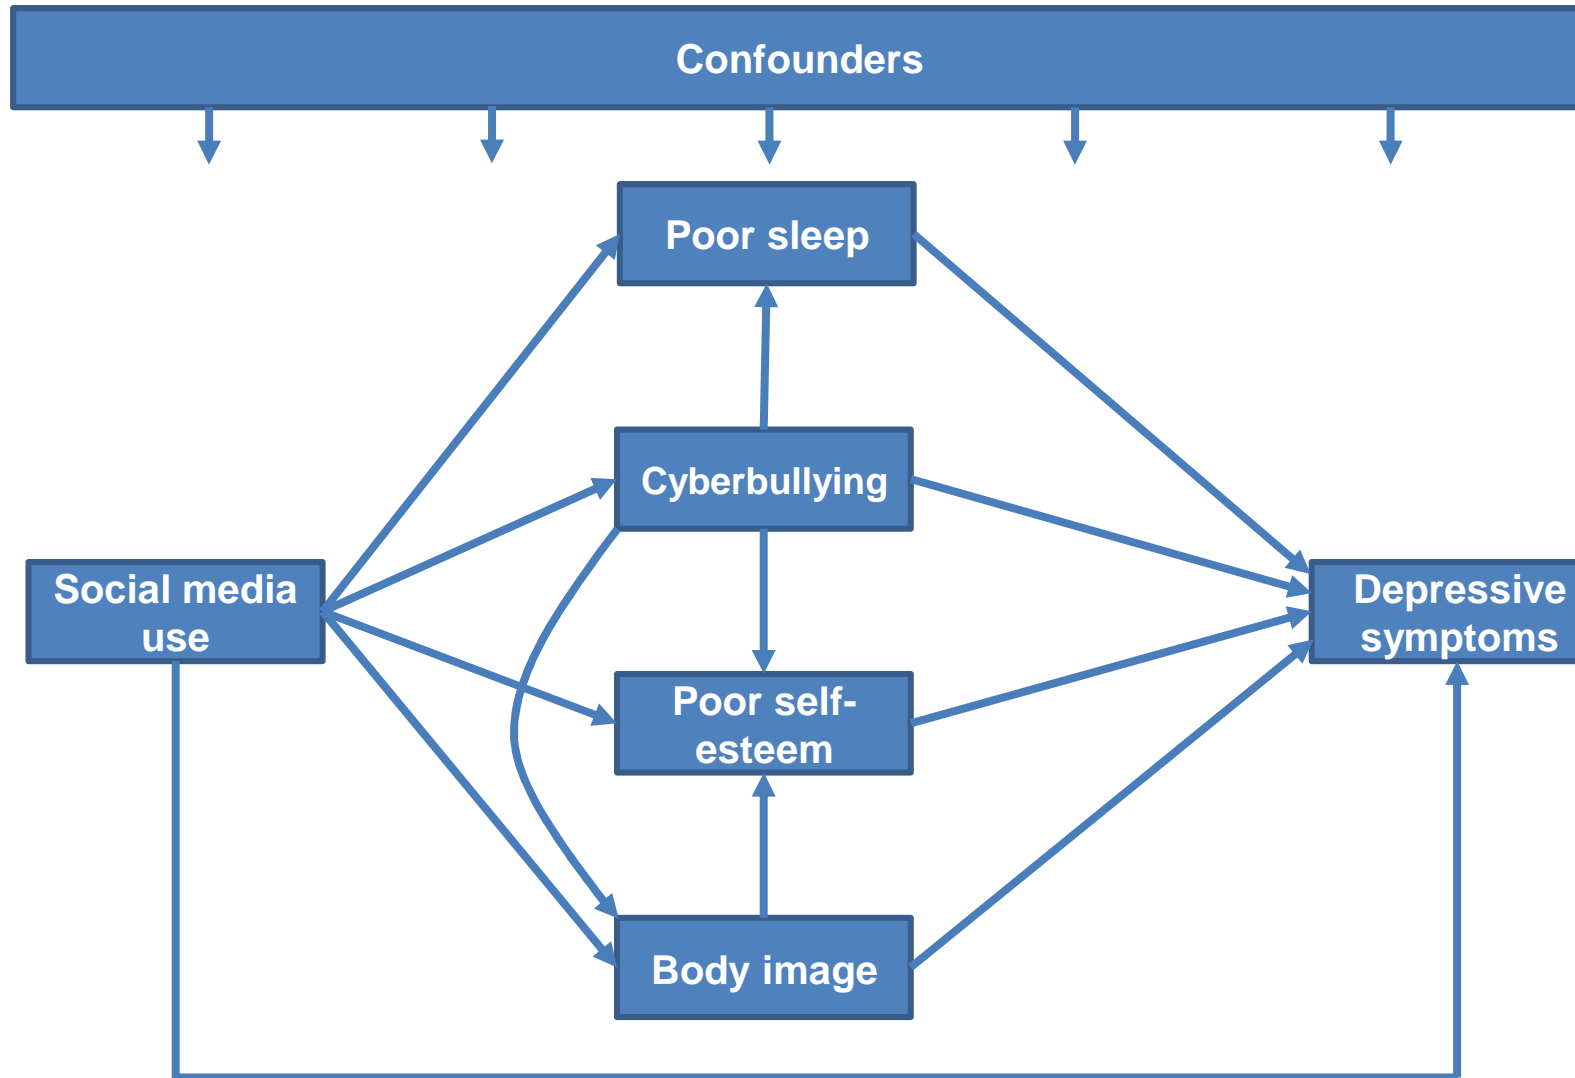 Confounders
Poor sleep
Cyberbullying
Social media
use
Depressive
symptoms
Poor self-
esteem
Body image